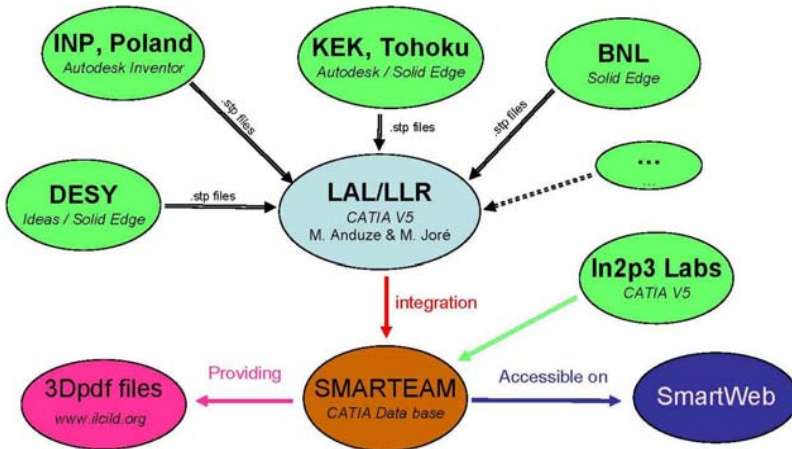 INP, Poland
Autodesk Inventor
KEK, Tohoku
Autodesk / Solid Edge
BNL
Solid Edge
.stp files
.stp files
.stp files
...
...
DESY
Ideas / Solid Edge
.stp files
LAL/LLR
CATIA V5
M. Anduze & M. Joré
In2p3 Labs
CATIA V5
integration
3Dpdf files
www.ilcild.org
Providing
SMARTEAM
CATIA Data base
Accessible on
SmartWeb